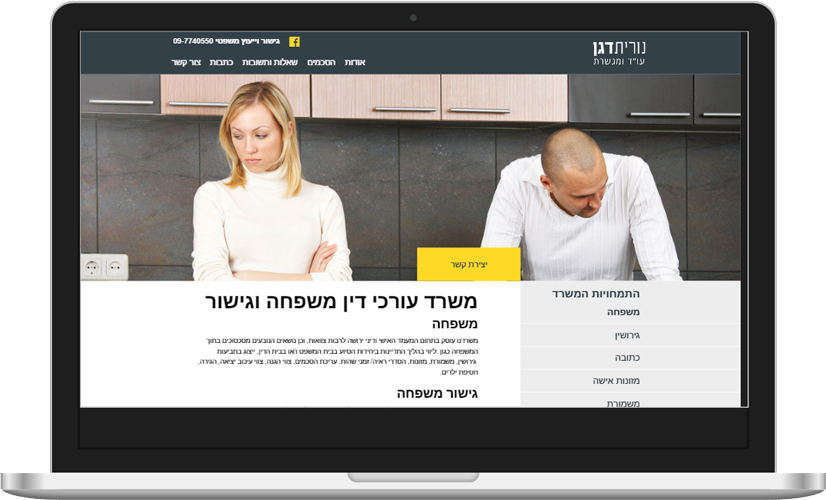 נוריתדגן
עו"ד ומגשרת
גישור וייעוץ משפטי 09-7740550
אודות הסכמים שאלות ותשובות כתבות צור קשר
יצירת קשר
התמחויות המשרד
משפחה
גירושין
כתובה
מזונות אישה
משמורת
משרד עורכי דין משפחה וגישור
משפחה
משרדנו עוסק בתחום המעמד האישי ודיני ירושה לרבות צוואות, וכן נושאים הנובעים מסכסוכים בתוך
המשפחה כגון :ליווי בהליך התדיינות ביחידות הסיוע בבית המשפט ו/או בבית הדין, ייצוג בתביעות
גירושין, משמורת, מזונות, הסדרי ראיה/ זמני שהות. עריכת הסכמים, צווי הגנה, צווי עיכוב יציאה, הגירה,
חטיפת ילדים.
גישור משפחה